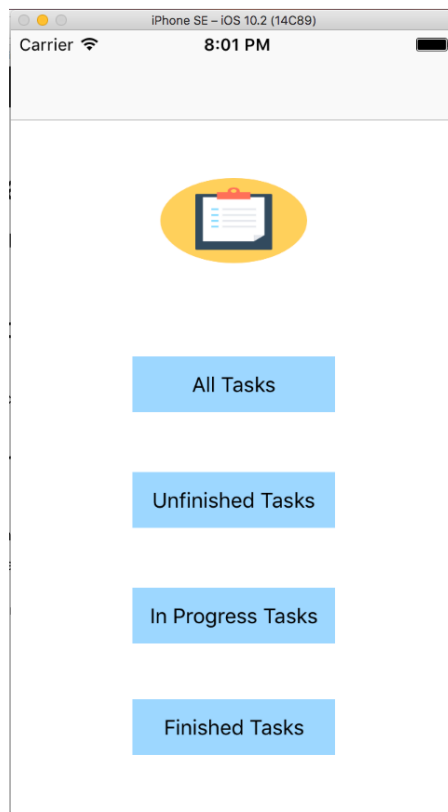 iPhone SE – iOS 10.2 (14C89)
Carrier 8:01 PM
All Tasks
Unfinished Tasks
In Progress Tasks
Finished Tasks